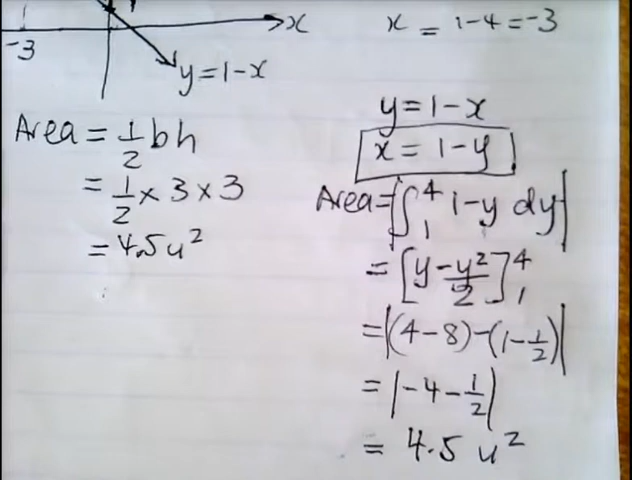 x
x = 1-4 = -3
-3
y = 1-x
Area = 1/2 bh
= 1/2 × 3 × 3
= 4.5u²
y = 1-x
x = 1-y
Area = |∫₁⁴ 1-y dy|
= [y - y²/2]₁⁴
= |(4-8)-(1-1/2)|
= |-4-1/2|
= 4.5 u²